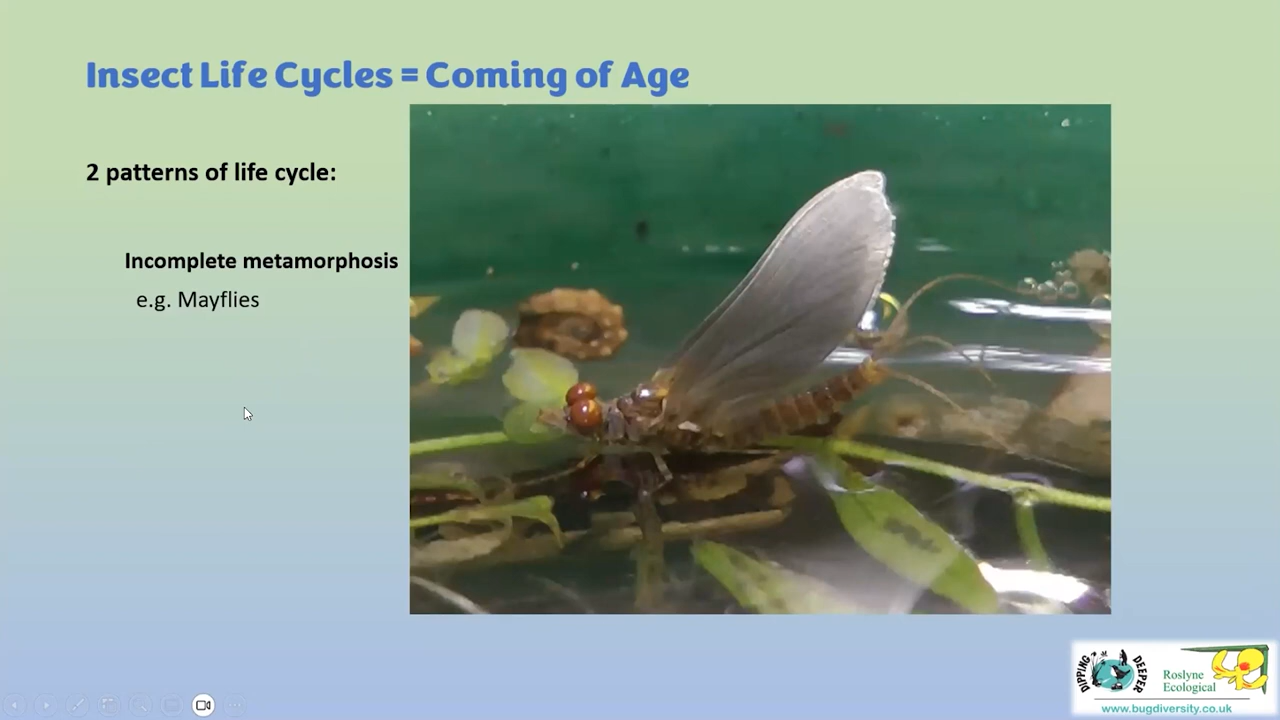 Insect Life Cycles = Coming of Age
2 patterns of life cycle:
Incomplete metamorphosis
e.g. Mayflies
DIPPING DEEPER
Roslyne
Ecological
www.bugdiversity.co.uk